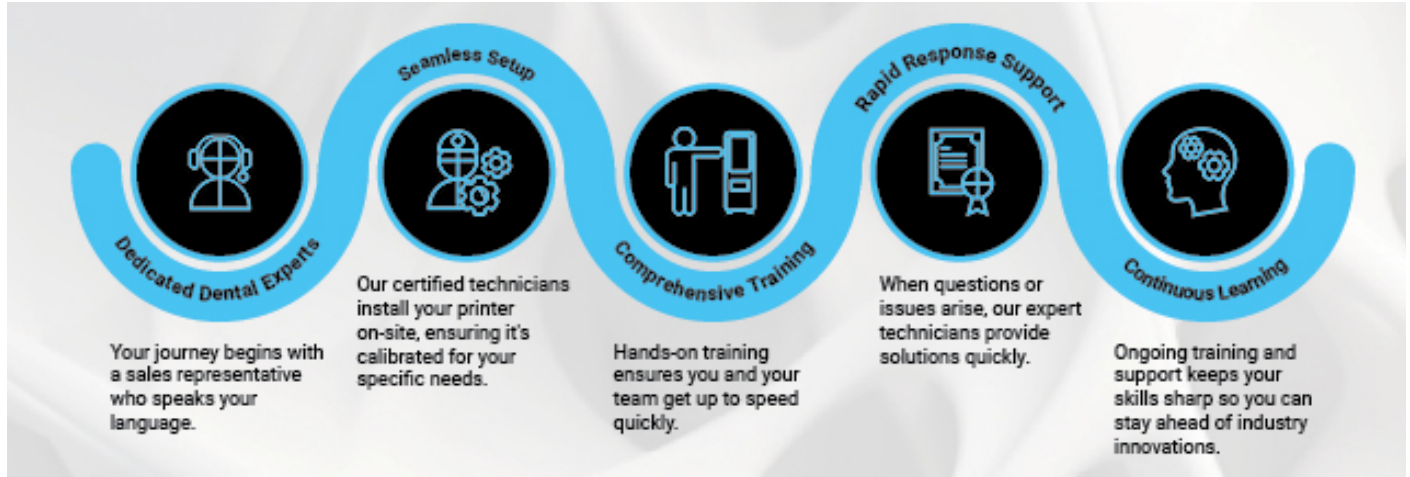 Dedicated Dental Experts
Your journey begins with
a sales representative
who speaks your
language.
Seamless Setup
Our certified technicians
install your printer
on-site, ensuring it's
calibrated for your
specific needs.
Comprehensive Training
Hands-on training
ensures you and your
team get up to speed
quickly.
Rapid Response Support
When questions or
issues arise, our expert
technicians provide
solutions quickly.
Continuous Learning
Ongoing training and
support keeps your
skills sharp so you can
stay ahead of industry
innovations.